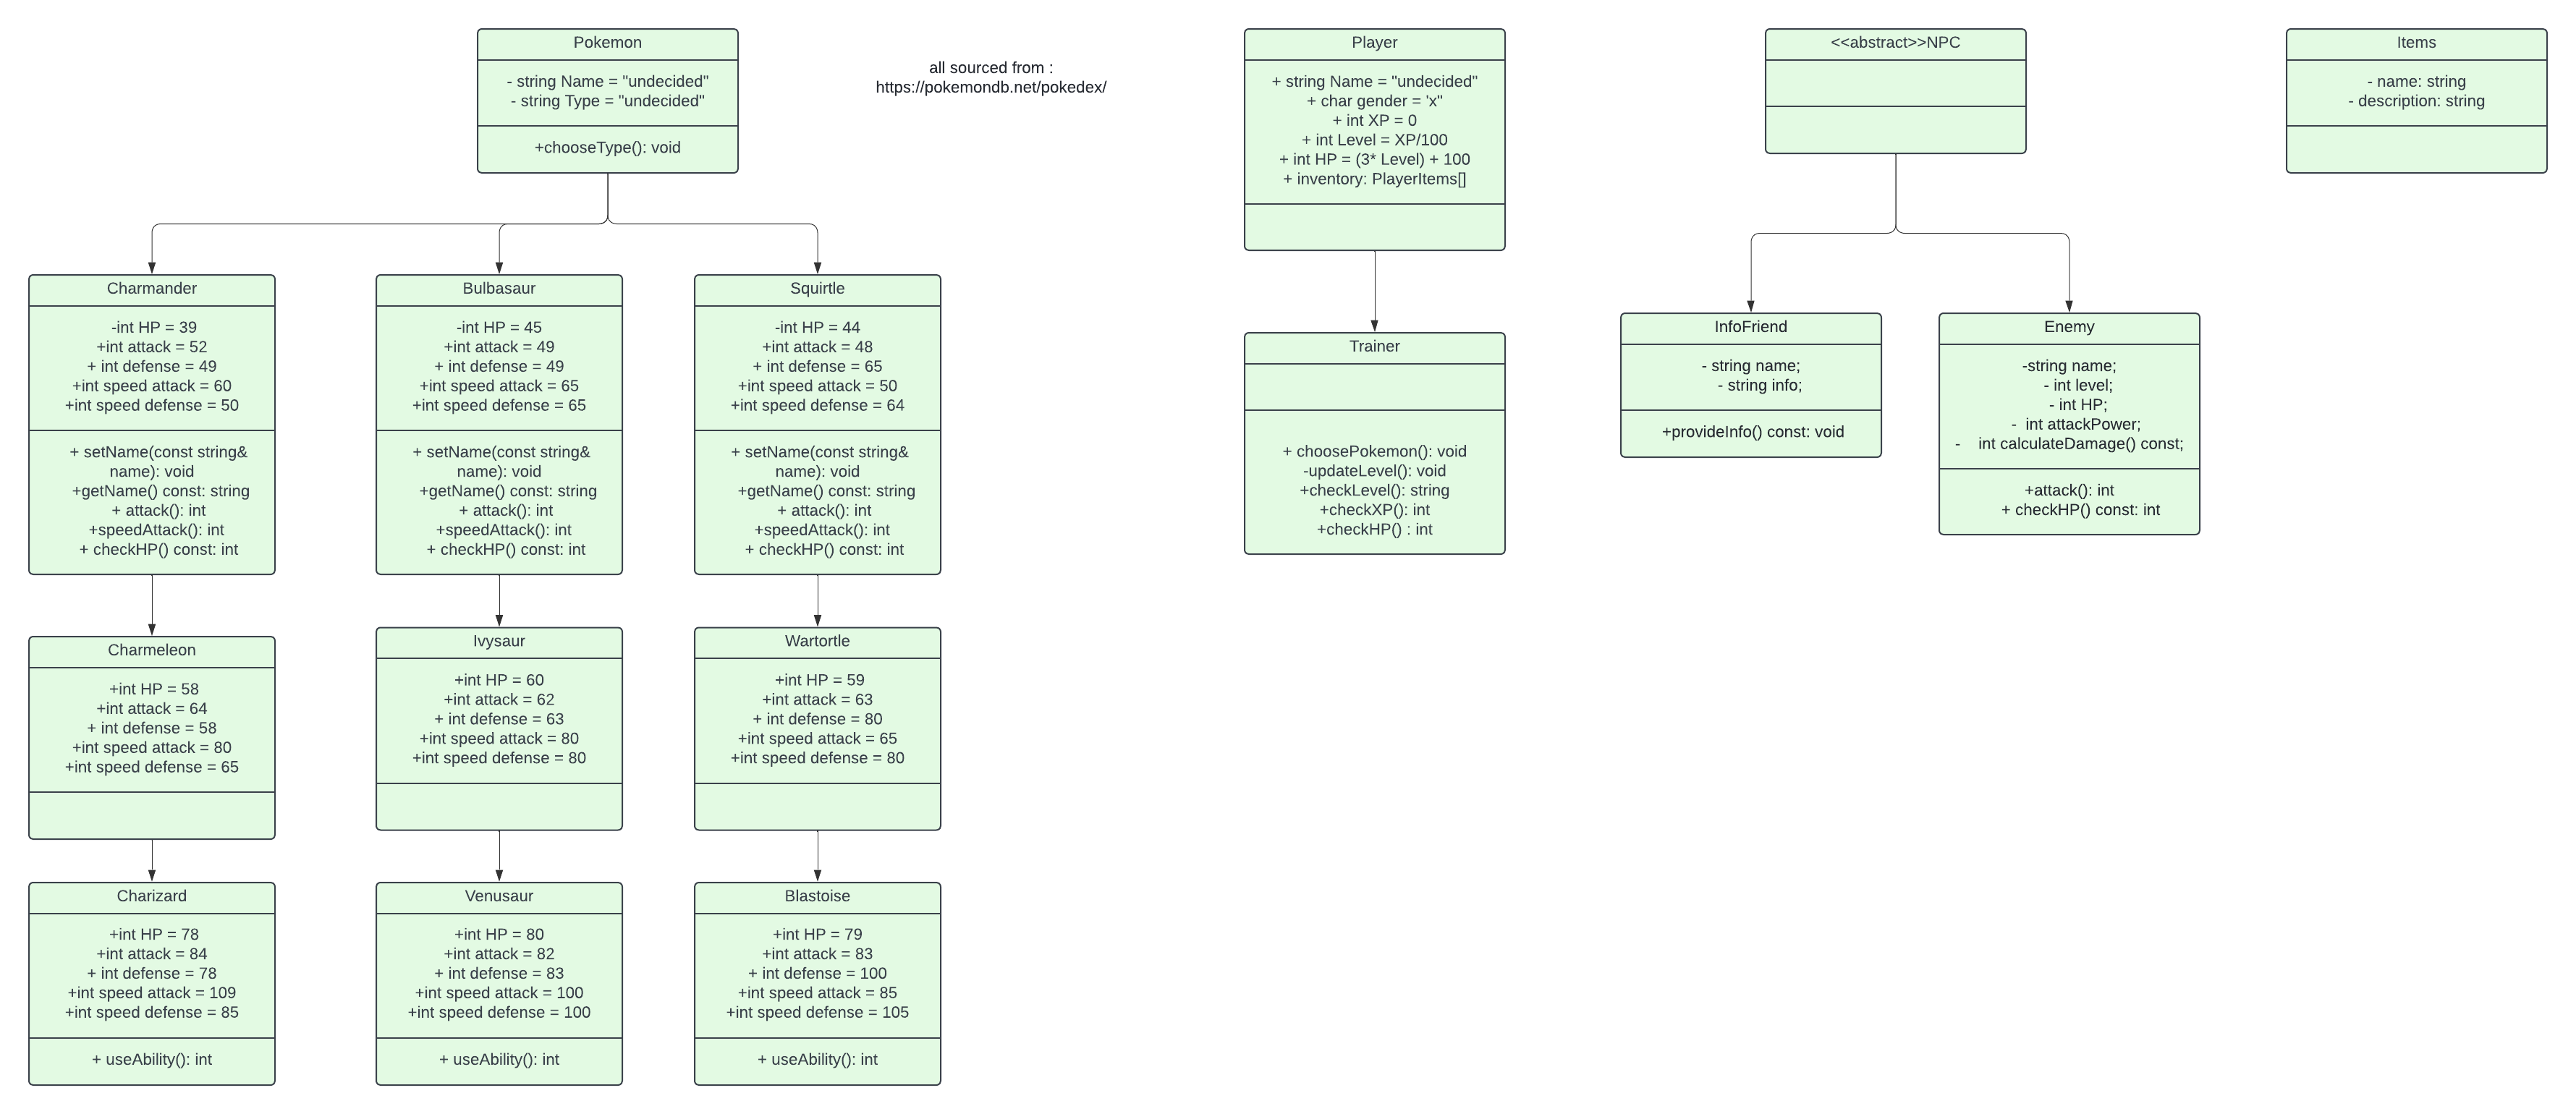 Pokemon
- string Name = "undecided"
- string Type = "undecided"
+chooseType(): void
all sourced from :
https://pokemondb.net/pokedex/
Player
+ string Name = "undecided"
+ char gender = 'x"
+ int XP = 0
+ int Level = XP/100
+ int HP = (3* Level) + 100
+ inventory: PlayerItems[]
<<abstract>>NPC
Items
- name: string
- description: string
Charmander
-int HP = 39
+int attack = 52
+ int defense = 49
+int speed attack = 60
+int speed defense = 50
+ setName(const string&
name): void
+getName() const: string
+ attack(): int
+speedAttack(): int
+ checkHP() const: int
Bulbasaur
-int HP = 45
+int attack = 49
+ int defense = 49
+int speed attack = 65
+int speed defense = 65
+ setName(const string&
name): void
+getName() const: string
+ attack(): int
+speedAttack(): int
+ checkHP() const: int
Squirtle
-int HP = 44
+int attack = 48
+ int defense = 65
+int speed attack = 50
+int speed defense = 64
+ setName(const string&
name): void
+getName() const: string
+ attack(): int
+speedAttack(): int
+ checkHP() const: int
Trainer
+ choosePokemon(): void
-updateLevel(): void
+checkLevel(): string
+checkXP(): int
+checkHP() : int
InfoFriend
- string name;
- string info;
+provideInfo() const: void
Enemy
-string name;
- int level;
- int HP;
- int attackPower;
- int calculateDamage() const;
+attack(): int
+ checkHP() const: int
Charmeleon
+int HP = 58
+int attack = 64
+ int defense = 58
+int speed attack = 80
+int speed defense = 65
Ivysaur
+int HP = 60
+int attack = 62
+ int defense = 63
+int speed attack = 80
+int speed defense = 80
Wartortle
+int HP = 59
+int attack = 63
+ int defense = 80
+int speed attack = 65
+int speed defense = 80
Charizard
+int HP = 78
+int attack = 84
+ int defense = 78
+int speed attack = 109
+int speed defense = 85
+ useAbility(): int
Venusaur
+int HP = 80
+int attack = 82
+ int defense = 83
+int speed attack = 100
+int speed defense = 100
+ useAbility(): int
Blastoise
+int HP = 79
+int attack = 83
+ int defense = 100
+int speed attack = 85
+int speed defense = 105
+ useAbility(): int